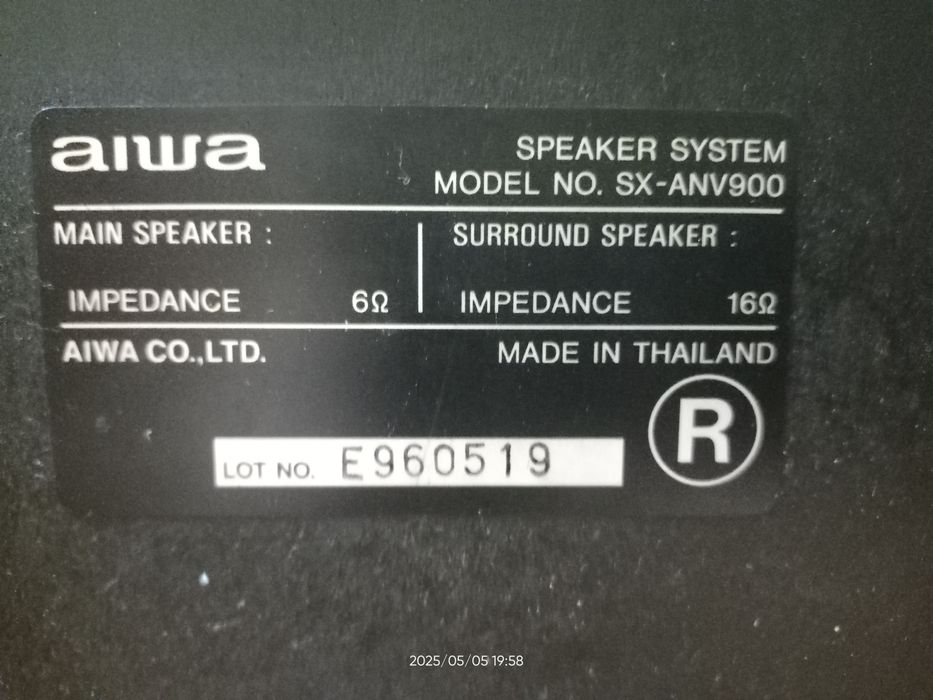 aiwa
SPEAKER SYSTEM
MODEL NO. SX-ANV900
MAIN SPEAKER :
IMPEDANCE 6Ω
SURROUND SPEAKER :
IMPEDANCE 16Ω
AIWA CO.,LTD.
MADE IN THAILAND
R
LOT NO. E960519
2025/05/05 19:58